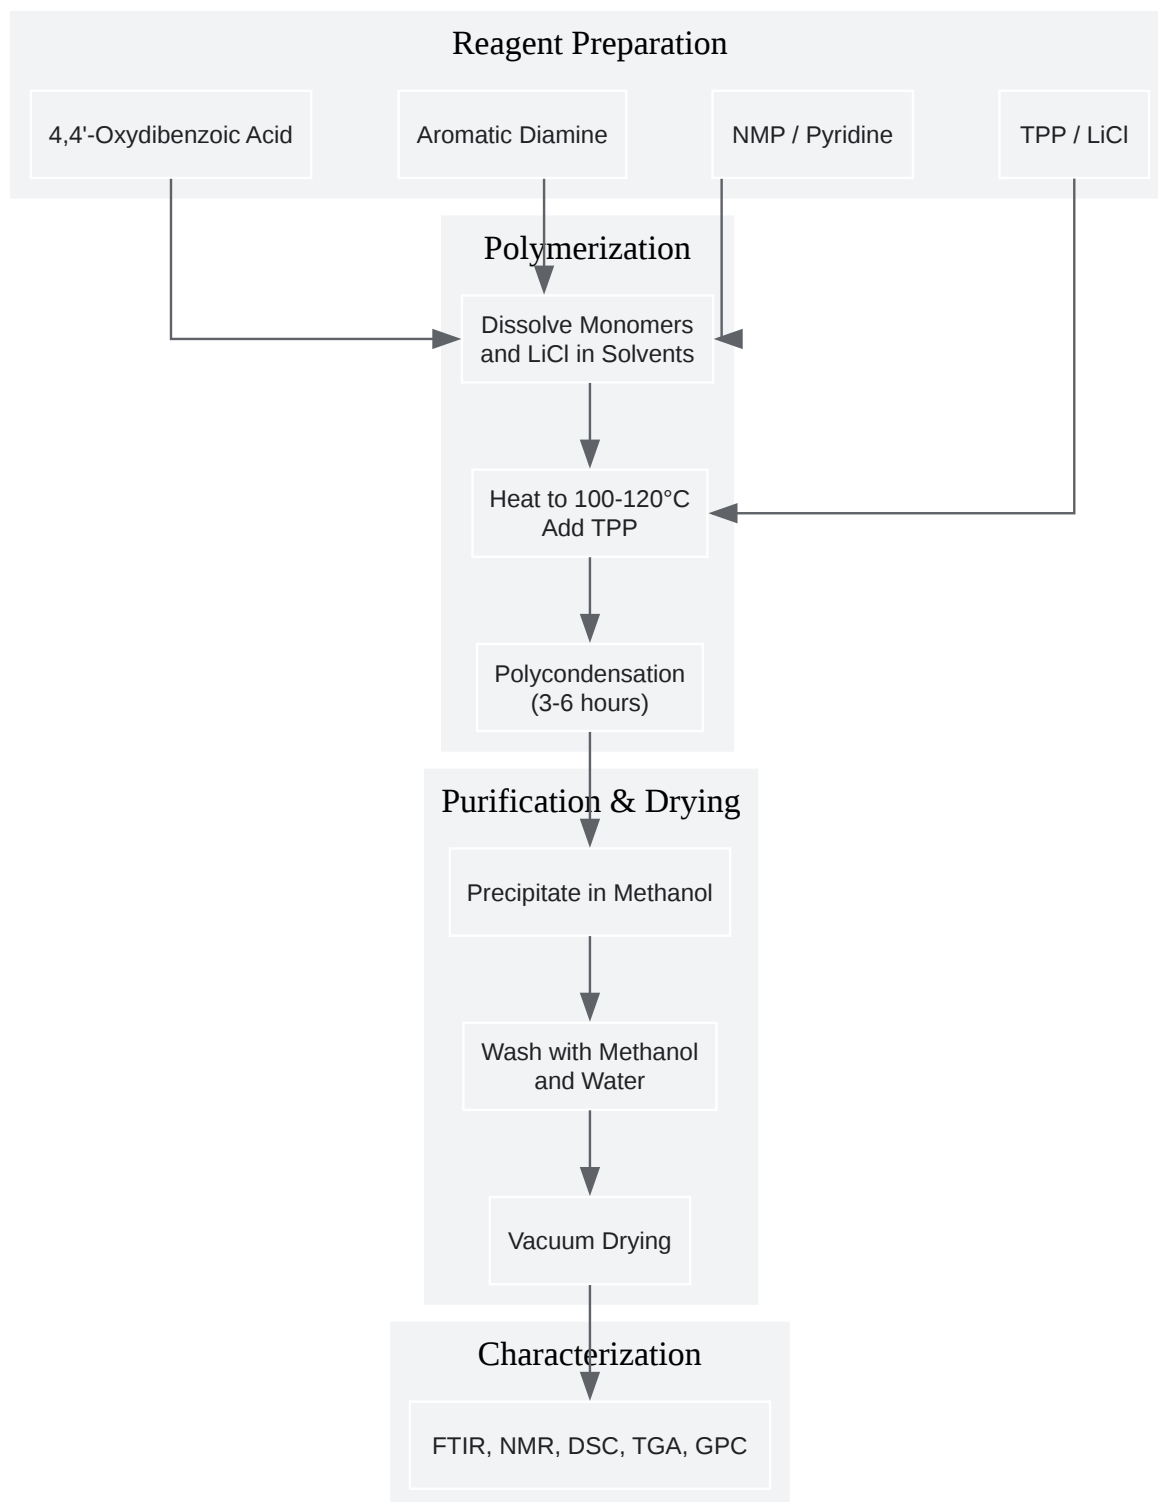 Reagent Preparation
4,4'-Oxydibenzoic Acid
Aromatic Diamine
NMP / Pyridine
TPP / LiCl
Polymerization
Dissolve Monomers
and LiCl in Solvents
Heat to 100-120°C
Add TPP
Polycondensation
(3-6 hours)
Purification & Drying
Precipitate in Methanol
Wash with Methanol
and Water
Vacuum Drying
Characterization
FTIR, NMR, DSC, TGA, GPC